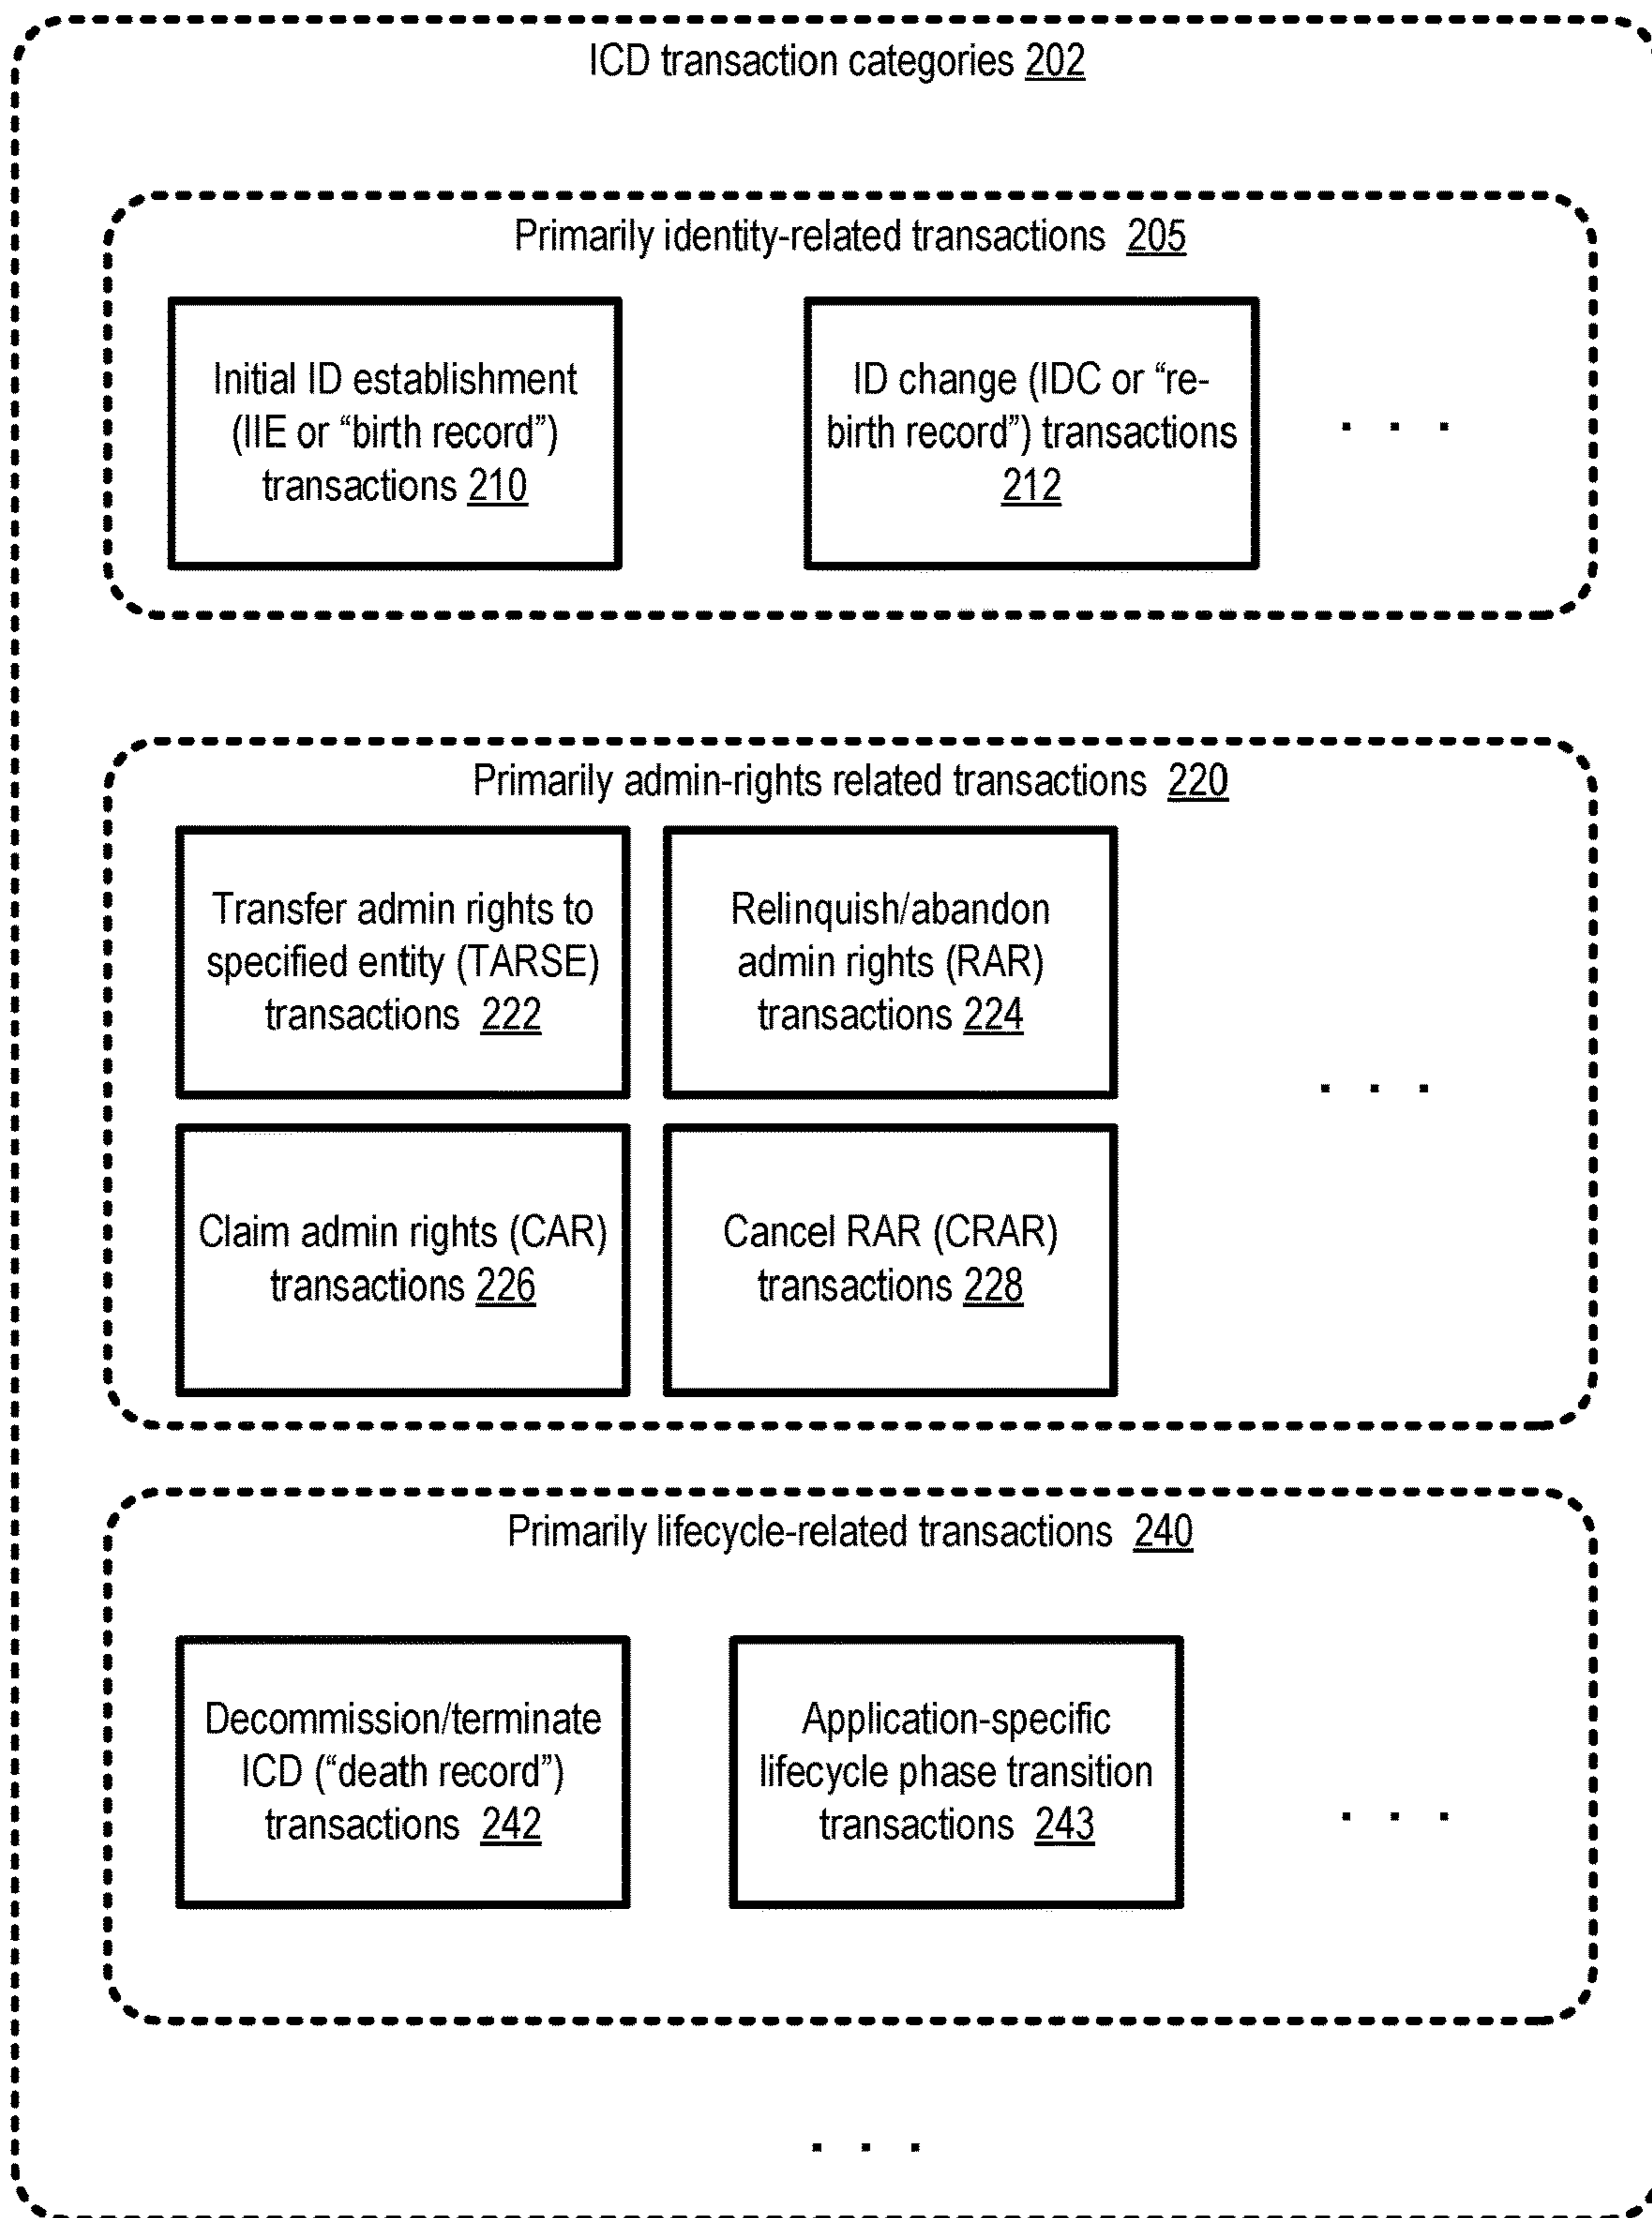 ICD transaction categories 202
Primarily identity-related transactions 205
Initial ID establishment
(IIE or “birth record”)
transactions 210
ID change (IDC or “re-
birth record”) transactions
212
. . .
Primarily admin-rights related transactions 220
Transfer admin rights to
specified entity (TARSE)
transactions 222
Relinquish/abandon
admin rights (RAR)
transactions 224
. . .
Claim admin rights (CAR)
transactions 226
Cancel RAR (CRAR)
transactions 228
Primarily lifecycle-related transactions 240
Decommission/terminate
ICD (“death record”)
transactions 242
Application-specific
lifecycle phase transition
transactions 243
. . .
. . .